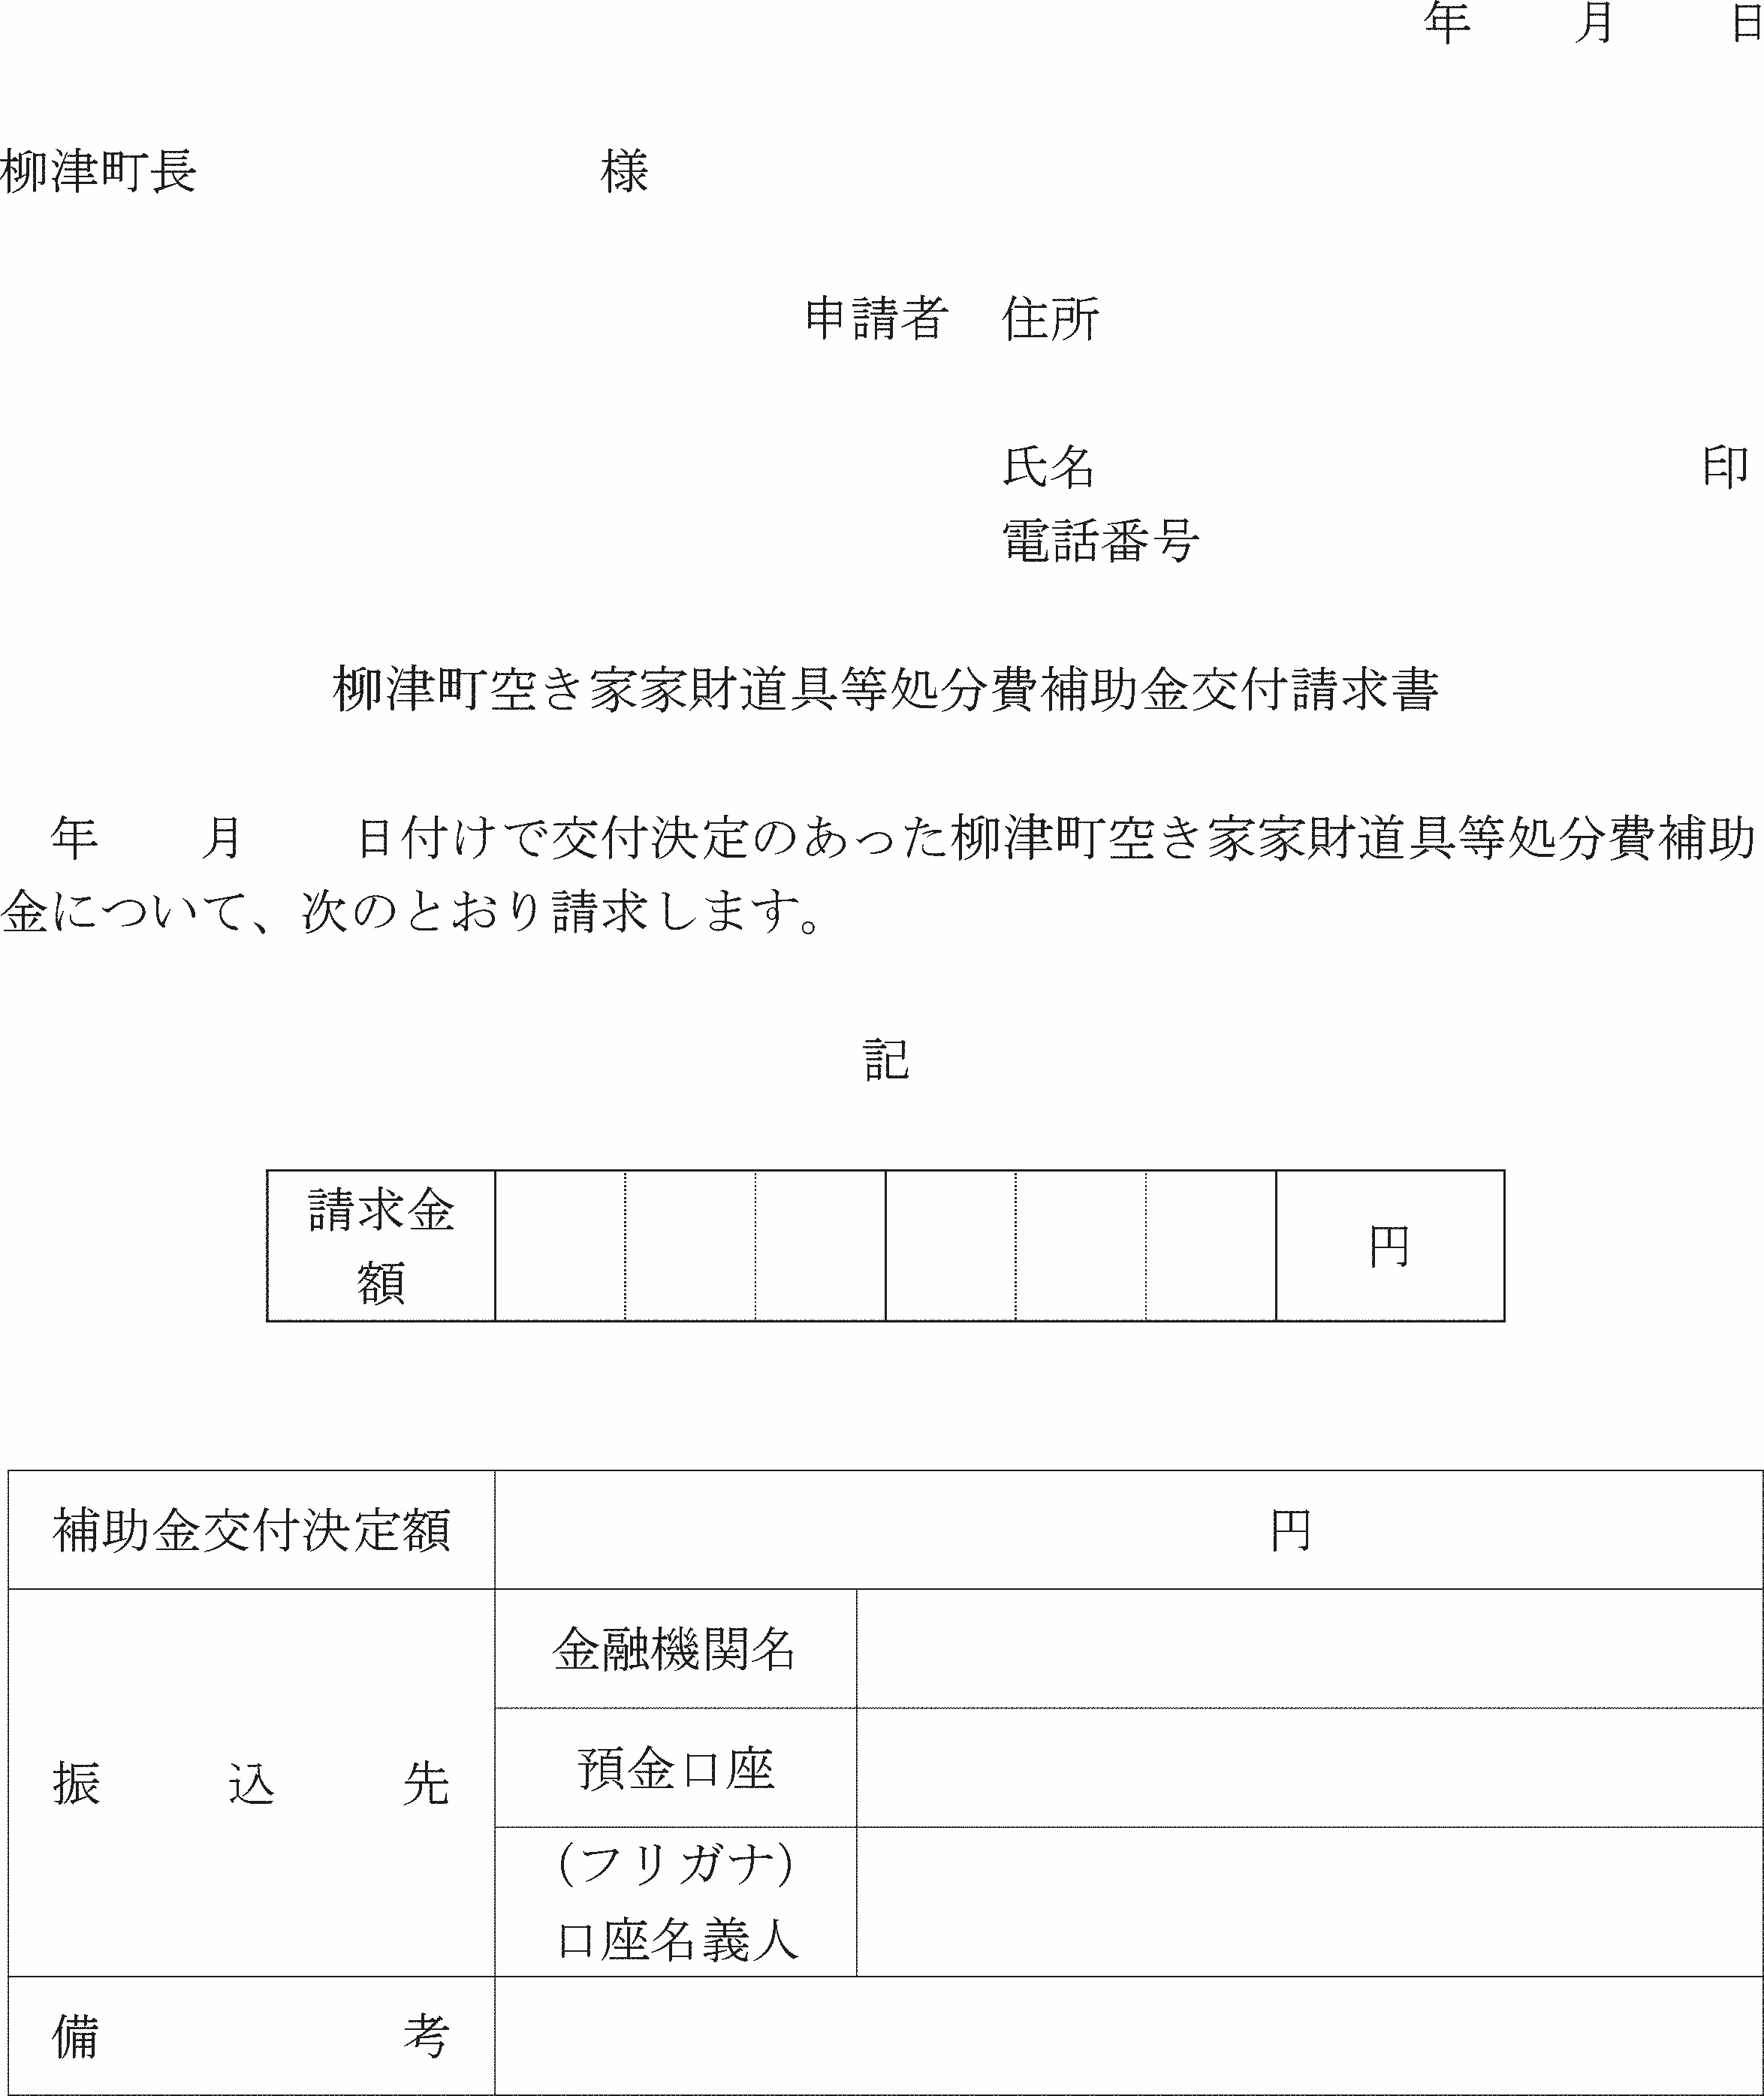 年　　月　　日
柳津町長　　　　　　　　様
申請者　住所
氏名　　　　　　　　　　　　印
電話番号
柳津町空き家家財道具等処分費補助金交付請求書
年　　月　　日付けで交付決定のあった柳津町空き家家財道具等処分費補助
金について、次のとおり請求します。
記
請求金
額
円
補助金交付決定額　　　　　　　　円
振込先
金融機関名
預金口座
(フリガナ)
口座名義人
備考